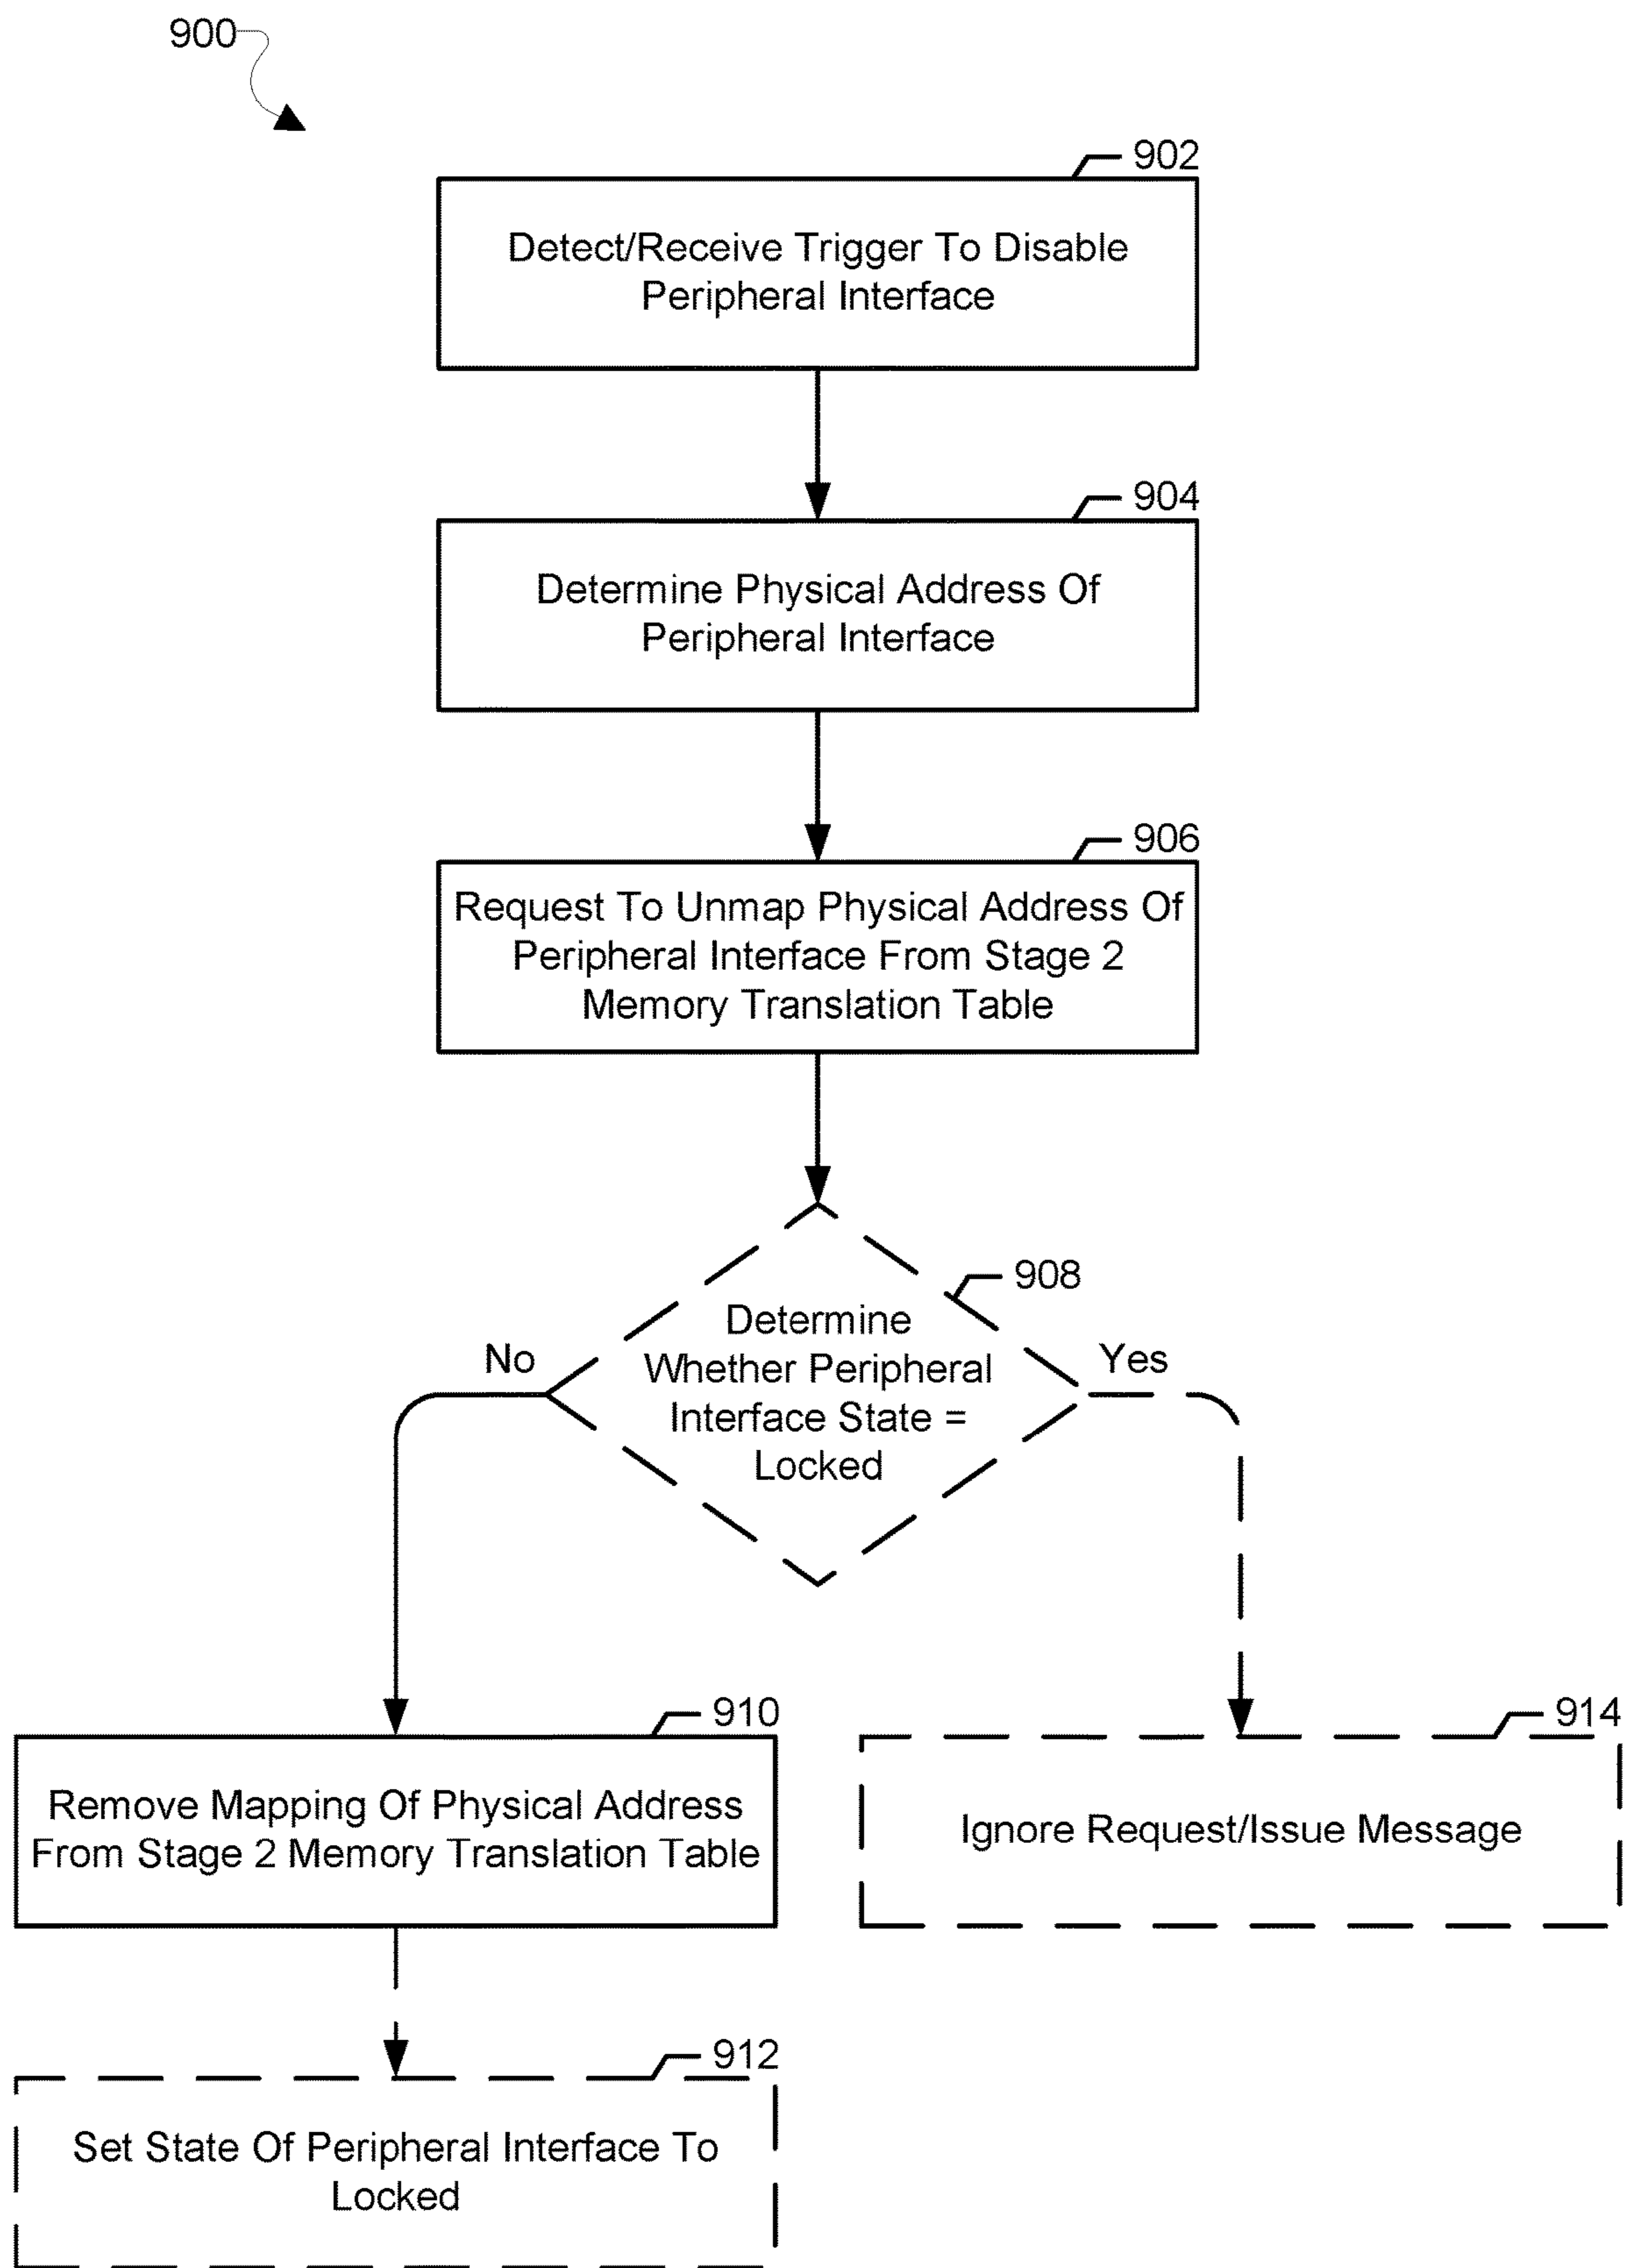 900
902
Detect/Receive Trigger To Disable
Peripheral Interface
904
Determine Physical Address Of
Peripheral Interface
906
Request To Unmap Physical Address Of
Peripheral Interface From Stage 2
Memory Translation Table
908
Determine
Whether Peripheral
Interface State =
Locked
No
Yes
910
Remove Mapping Of Physical Address
From Stage 2 Memory Translation Table
914
Ignore Request/Issue Message
912
Set State Of Peripheral Interface To
Locked